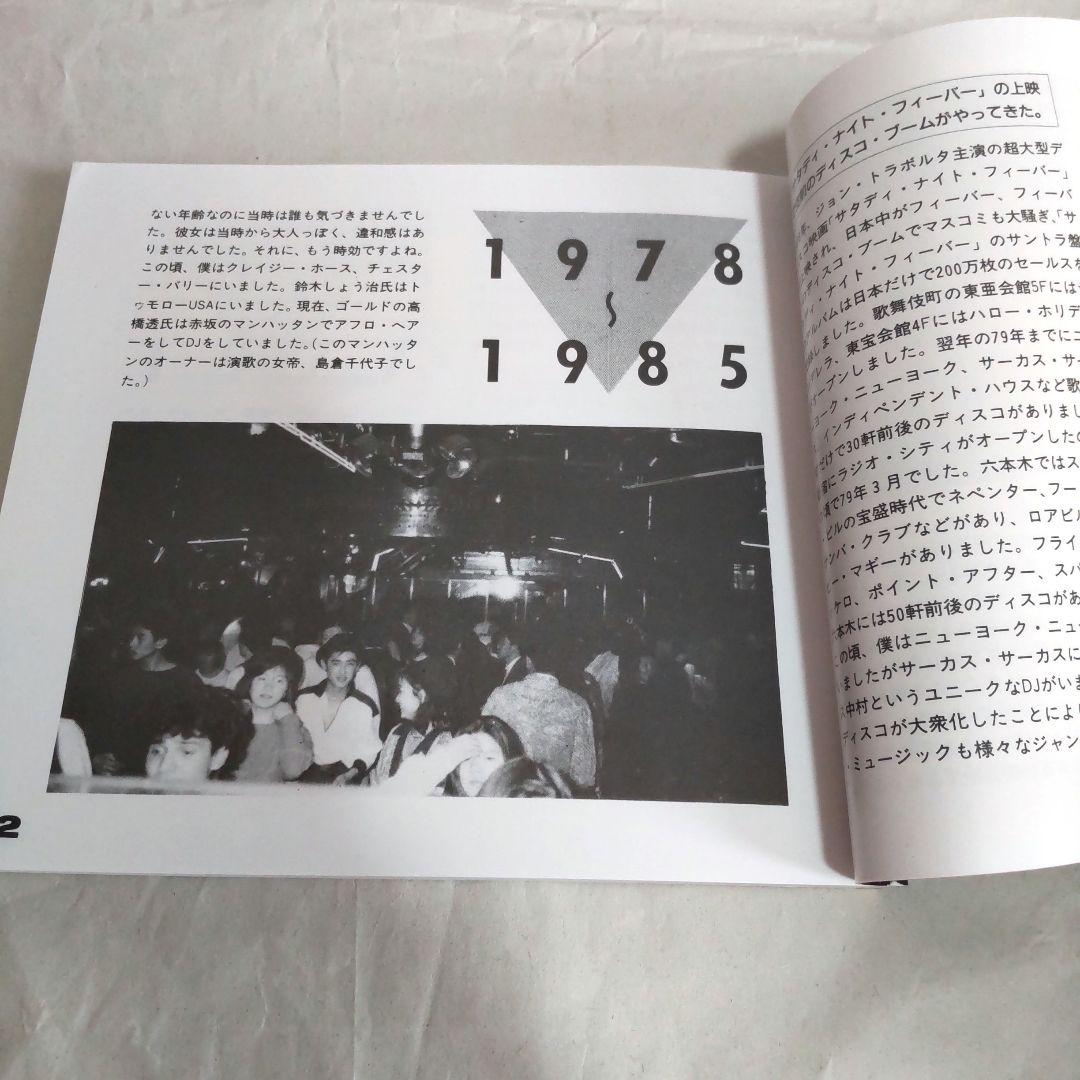 ない年齢なのに当時は誰も気づきませんでし
た。彼女は当時から大人っぽく、違和感はあ
りませんでした。それに、もう時効ですよね。
この頃、僕はクレイジー・ホース、チェスタ
ー・バリーにいました。鈴木しょう治氏はト
ゥモローUSAにいました。現在、ゴールドの高
橋透氏は赤坂のマンハッタンでアフロ・ヘア
ーをしてDJをしていました。(このマンハッタ
ンのオーナーは演歌の女帝、島倉千代子でし
た。)
1978
〜
1985
2
タディ・ナイト・フィーバー」の上映
のディスコ・ブームがやってきた。
ジョン・トラボルタ主演の超大型デ
スコ映画「サタディ・ナイト・フィーバー」
映され、日本中がフィーバー、フィーバ
ディスコ・ブームでマスコミも大騒ぎ、「サ
ディ・ナイト・フィーバー」のサントラ盤
アルバムは日本だけで200万枚のセールスを
しました。歌舞伎町の東亜会館5Fには
レラ、東宝会館4Fにはハロー・ホリデ
ープンしました。翌年の79年までにニ
ーク・ニューヨーク、サーカス・サー
インディペンデント・ハウスなど歌
だけで30軒前後のディスコがありまし
にラジオ・シティがオープンしたの
頃で79年3月でした。六本木ではス
ビルの宝盛時代でネペンター、フー
ンバ・クラブなどがあり、ロアビル
ー・マギーがありました。フライ
ケロ、ポイント・アフター、スパ
本木には50軒前後のディスコがあ
の頃、僕はニューヨーク・ニュ
ましたがサーカス・サーカスに
ス中村というユニークなDJがいま
ディスコが大衆化したことにより
・ミュージックも様々なジャン